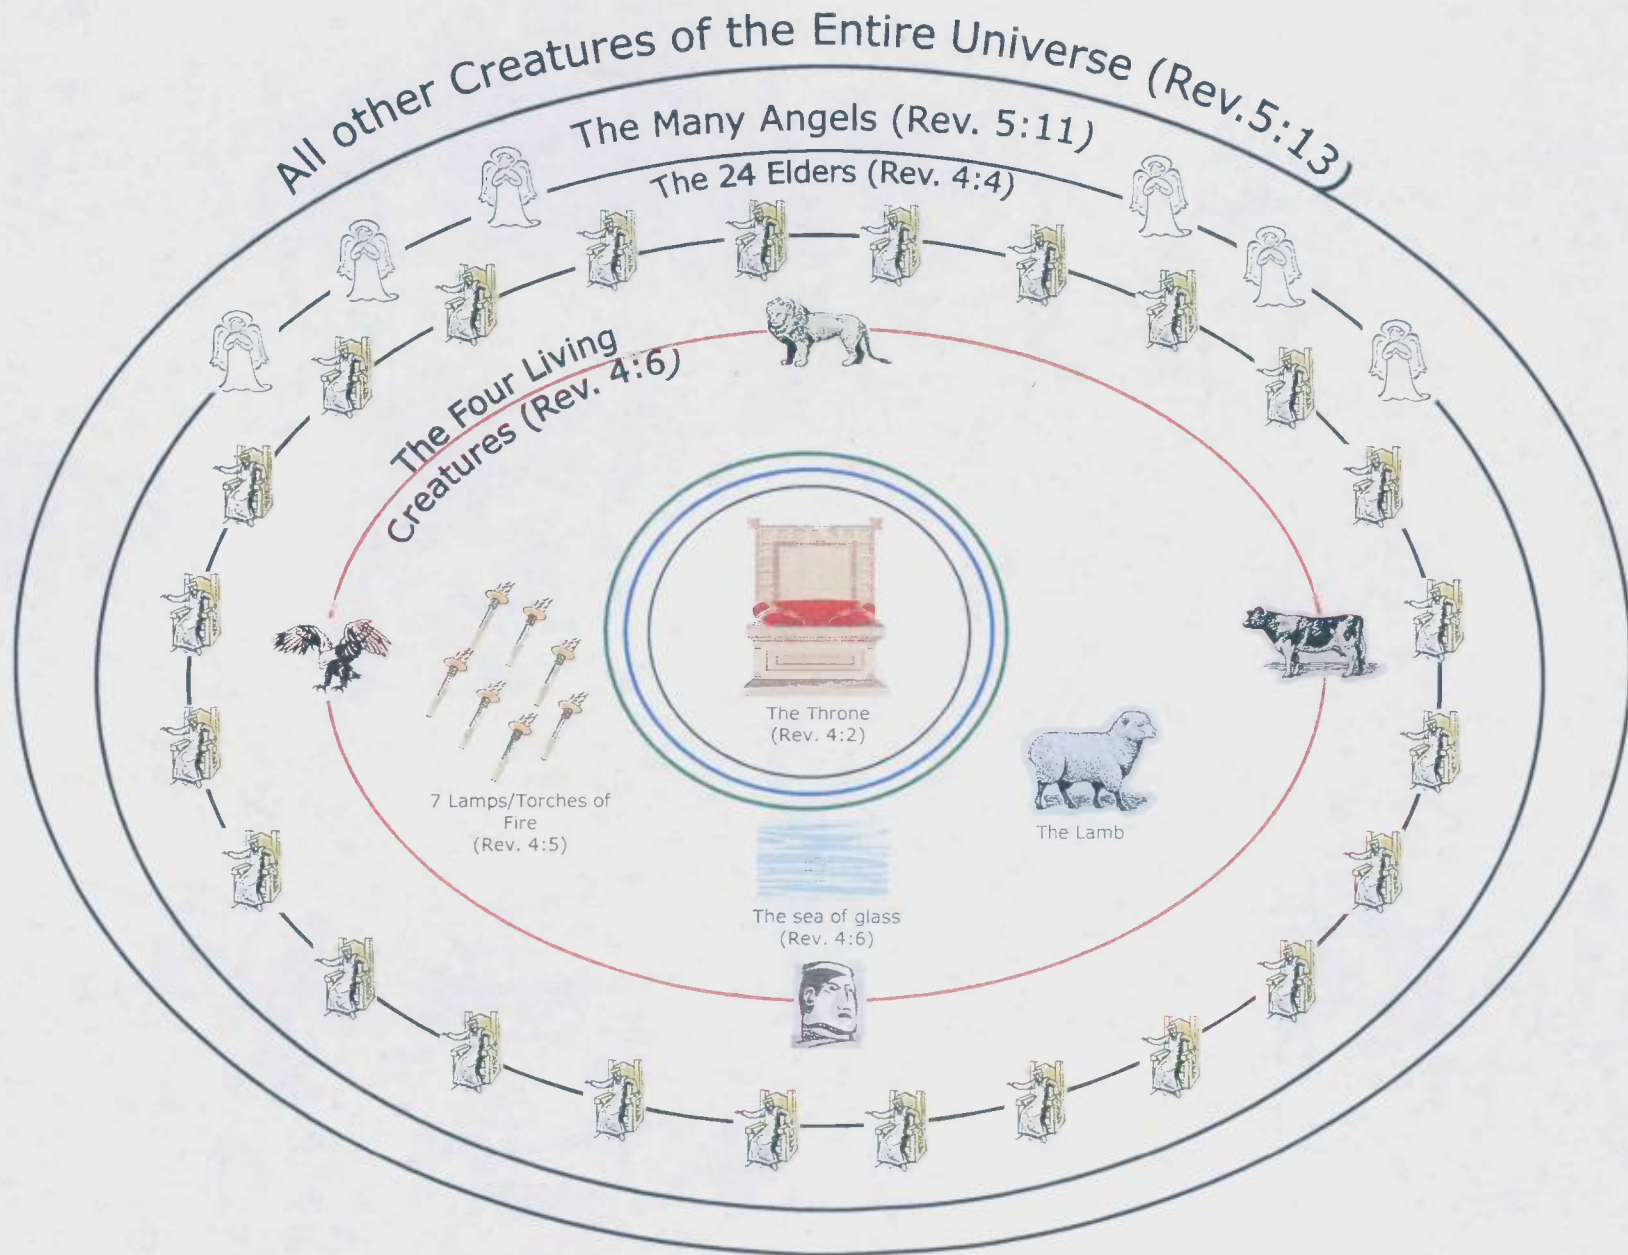 All other Creatures of the Entire Universe (Rev.5:13)
The Many Angels (Rev. 5:11)
The 24 Elders (Rev. 4:4)
The Four Living
Creatures (Rev. 4:6)
The Throne
(Rev. 4:2)
7 Lamps/Torches of
Fire
(Rev. 4:5)
The Lamb
The sea of glass
(Rev. 4:6)